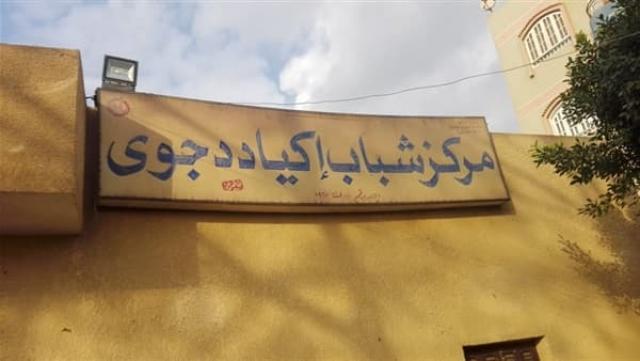 مركز شباب إكياد دجوى